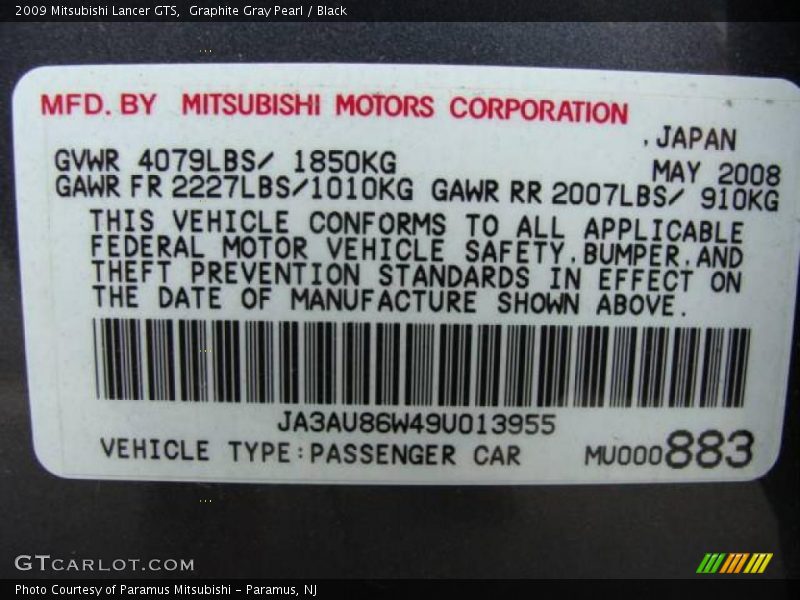 2009 Mitsubishi Lancer GTS, Graphite Gray Pearl / Black
MFD. BY MITSUBISHI MOTORS CORPORATION
, JAPAN
GVWR 4079LBS/ 1850KG MAY 2008
GAWR FR 2227LBS/1010KG GAWR RR 2007LBS/ 910KG
THIS VEHICLE CONFORMS TO ALL APPLICABLE
FEDERAL MOTOR VEHICLE SAFETY,BUMPER,AND
THEFT PREVENTION STANDARDS IN EFFECT ON
THE DATE OF MANUFACTURE SHOWN ABOVE.
JA3AU86W49U013955
VEHICLE TYPE:PASSENGER CAR MU000883
GTCARLOT.COM
Photo Courtesy of Paramus Mitsubishi - Paramus, NJ